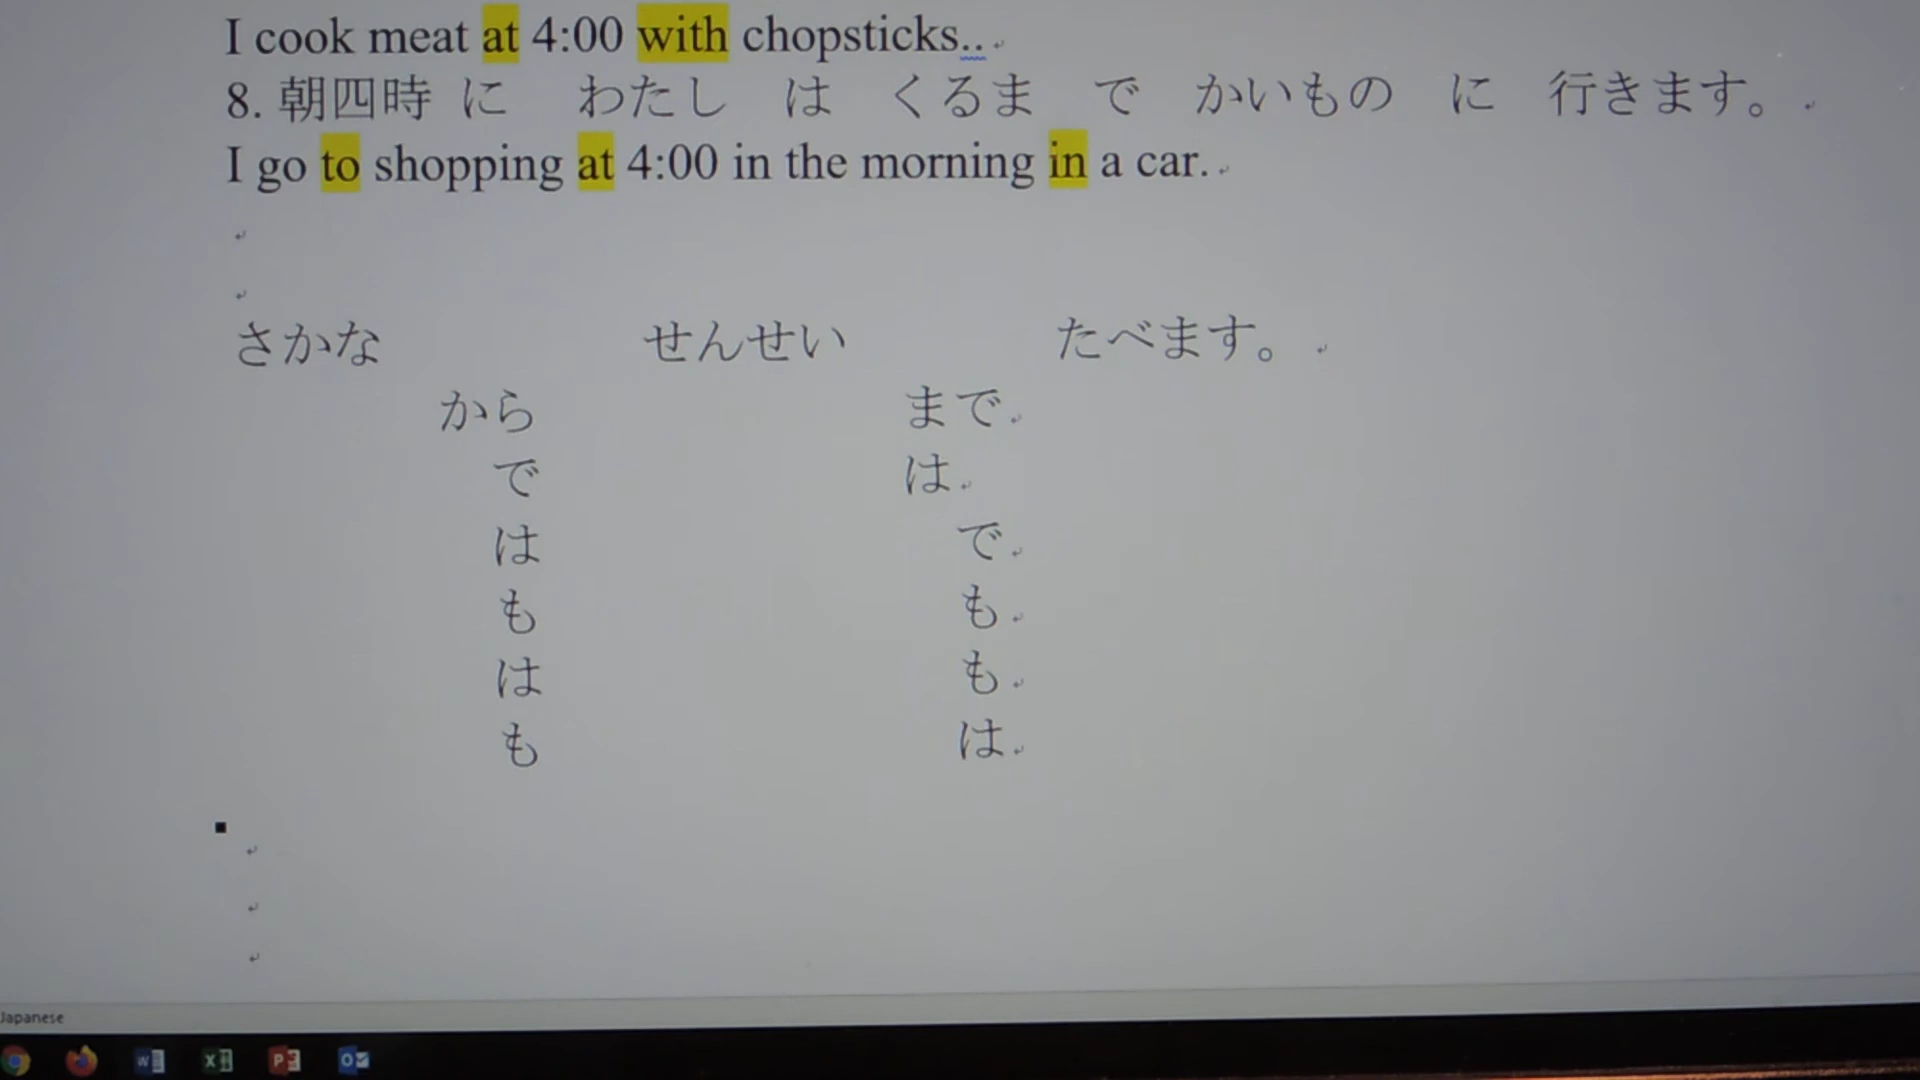 I cook meat at 4:00 with chopsticks..
8. 朝四時 に わたし は くるま で かいもの に 行きます。
I go to shopping at 4:00 in the morning in a car.
さかな せんせい たべます。
から まで
で は
は で
も も
は も
も は
Japanese